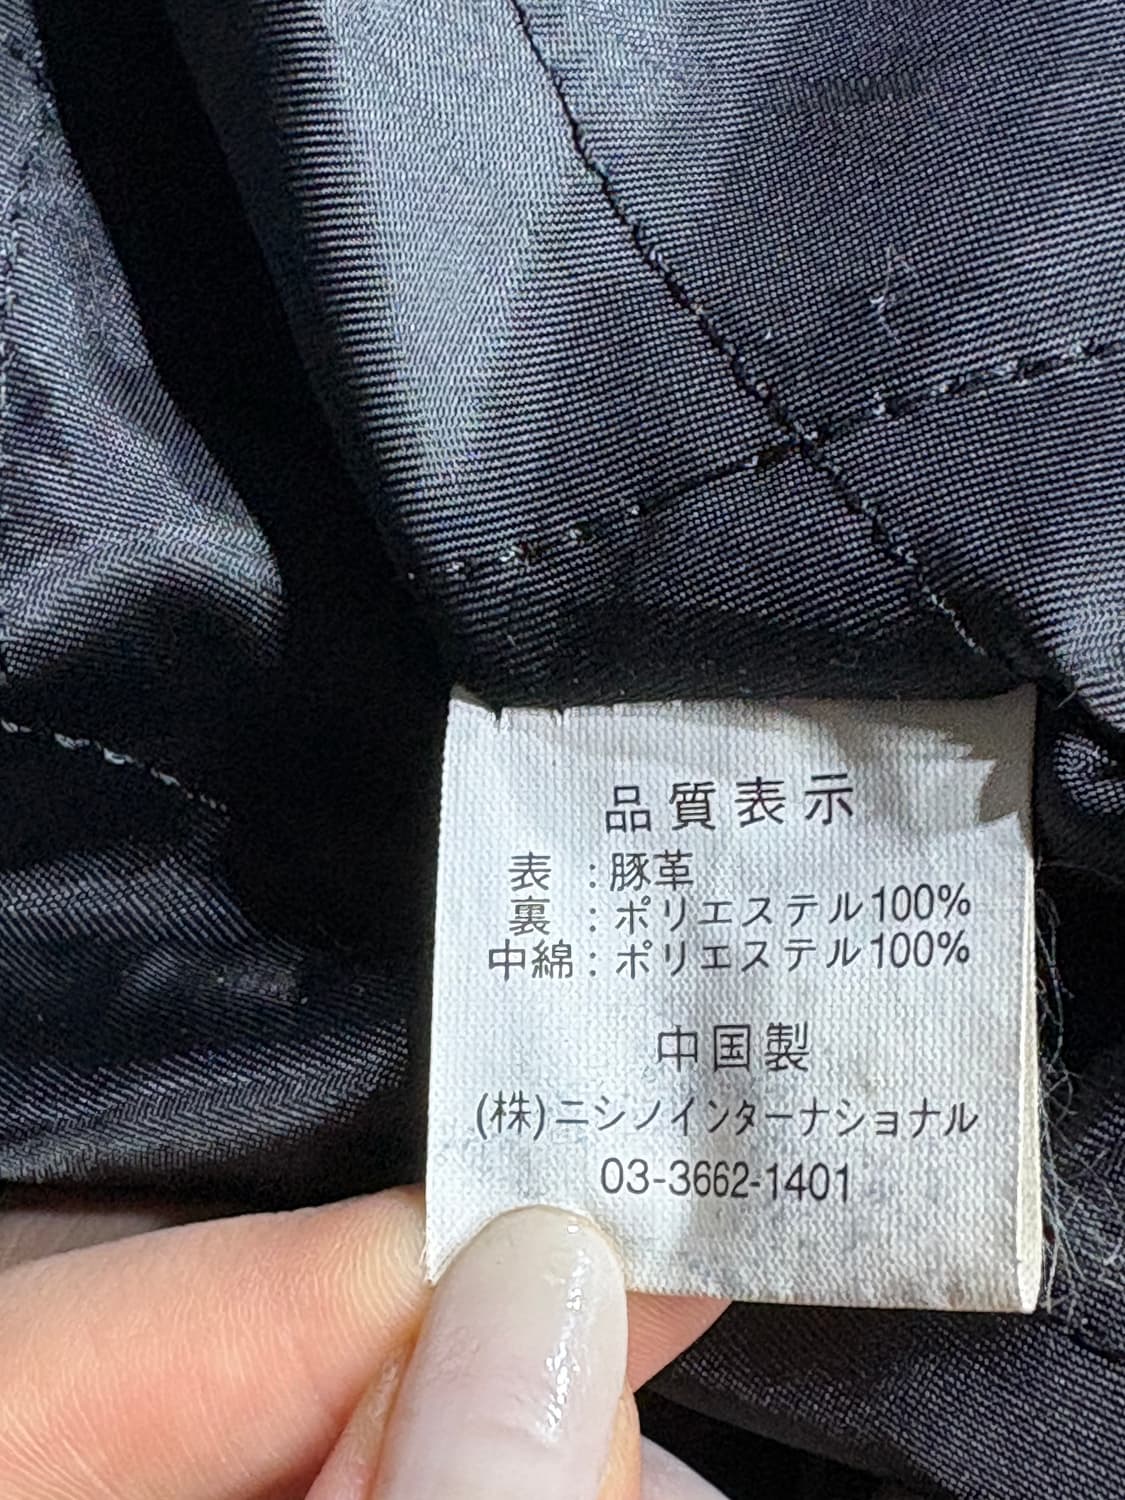 品質表示
表 : 豚革
裏 : ポリエステル100%
中綿 : ポリエステル100%
中国製
(株)ニシノインターナショナル
03-3662-1401